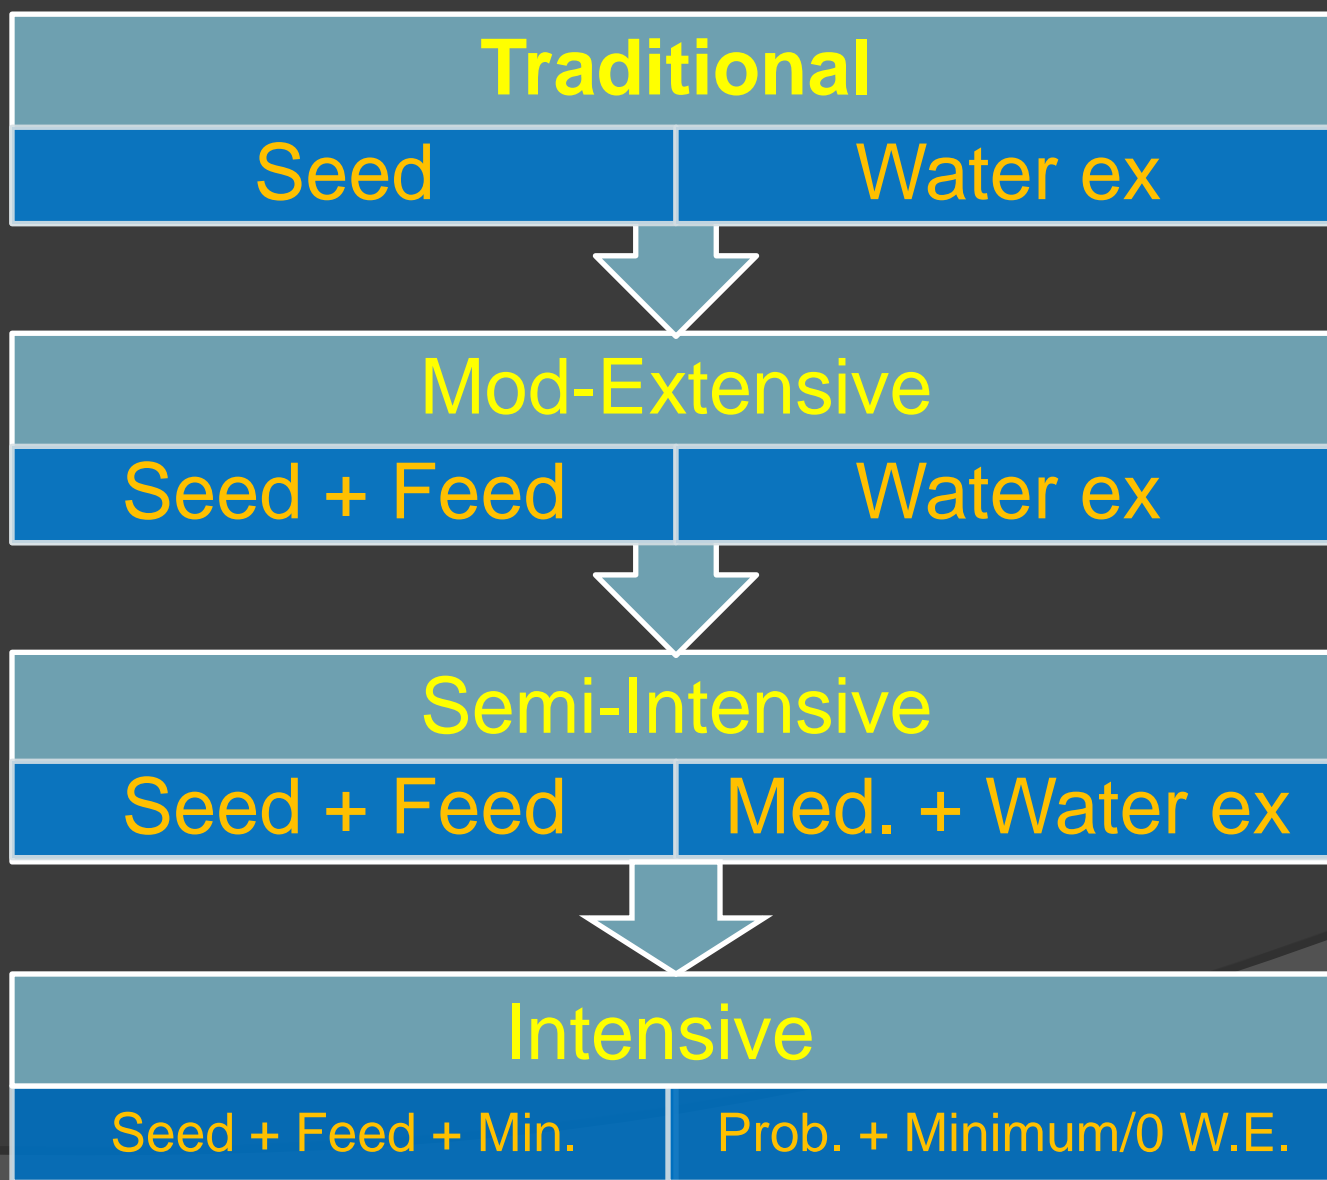 Traditional
Seed
Water ex
Mod-Extensive
Seed + Feed
Water ex
Semi-Intensive
Seed + Feed
Med. + Water ex
Intensive
Seed + Feed + Min.
Prob. + Minimum/0 W.E.